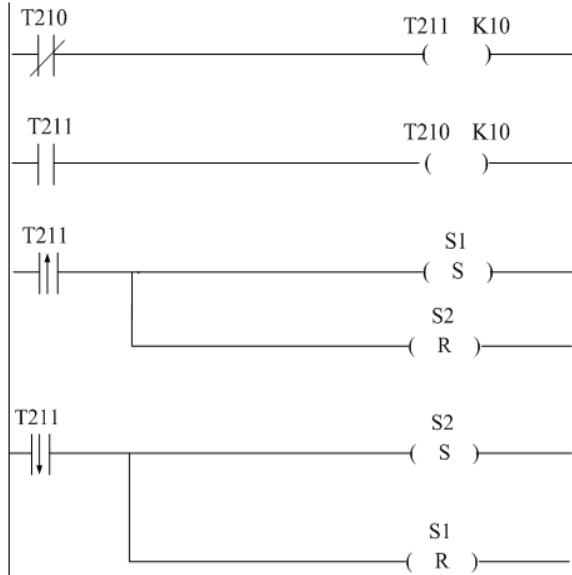 T210
T211 K10
T211
T210 K10
T211
S1
( S )
S2
( R )
T211
S2
( S )
S1
( R )